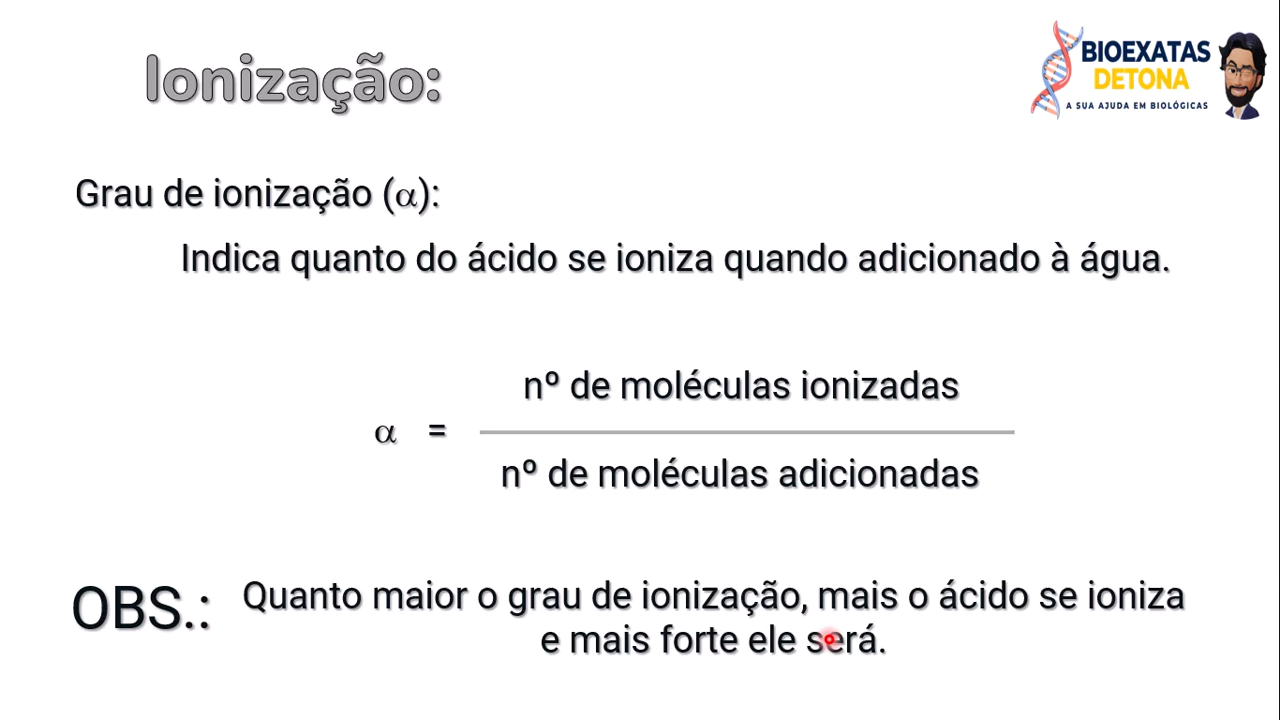 Ionização:
BIOEXATAS
DETONA
A SUA AJUDA EM BIOLÓGICAS
Grau de ionização (α):
Indica quanto do ácido se ioniza quando adicionado à água.
nº de moléculas ionizadas
α =
nº de moléculas adicionadas
OBS.: Quanto maior o grau de ionização, mais o ácido se ioniza
e mais forte ele será.